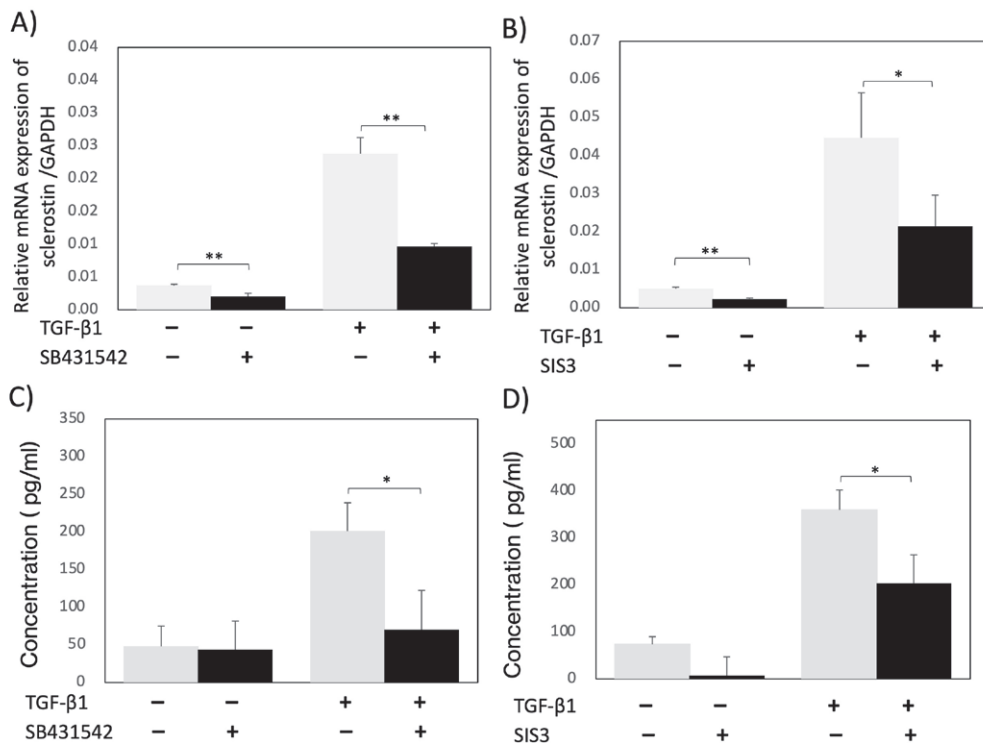 A)
Relative mRNA expression of
sclerostin /GAPDH
0.04
0.04
0.03
0.03
0.02
0.02
0.01
0.01
0.00
**
**
TGF-β1 − − + +
SB431542 − + − +
B)
Relative mRNA expression of
sclerostin /GAPDH
0.07
0.06
0.05
0.04
0.03
0.02
0.01
0.00
**
*
TGF-β1 − − + +
SIS3 − + − +
C)
Concentration ( pg/ml)
350
300
250
200
150
100
50
0
*
TGF-β1 − − + +
SB431542 − + − +
D)
Concentration ( pg/ml)
500
400
300
200
100
0
*
TGF-β1 − − + +
SIS3 − + − +